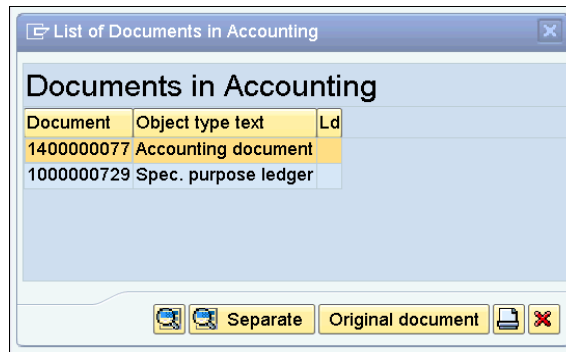 List of Documents in Accounting
Documents in Accounting
Document Object type text Ld
1400000077 Accounting document
1000000729 Spec. purpose ledger
Separate Original document